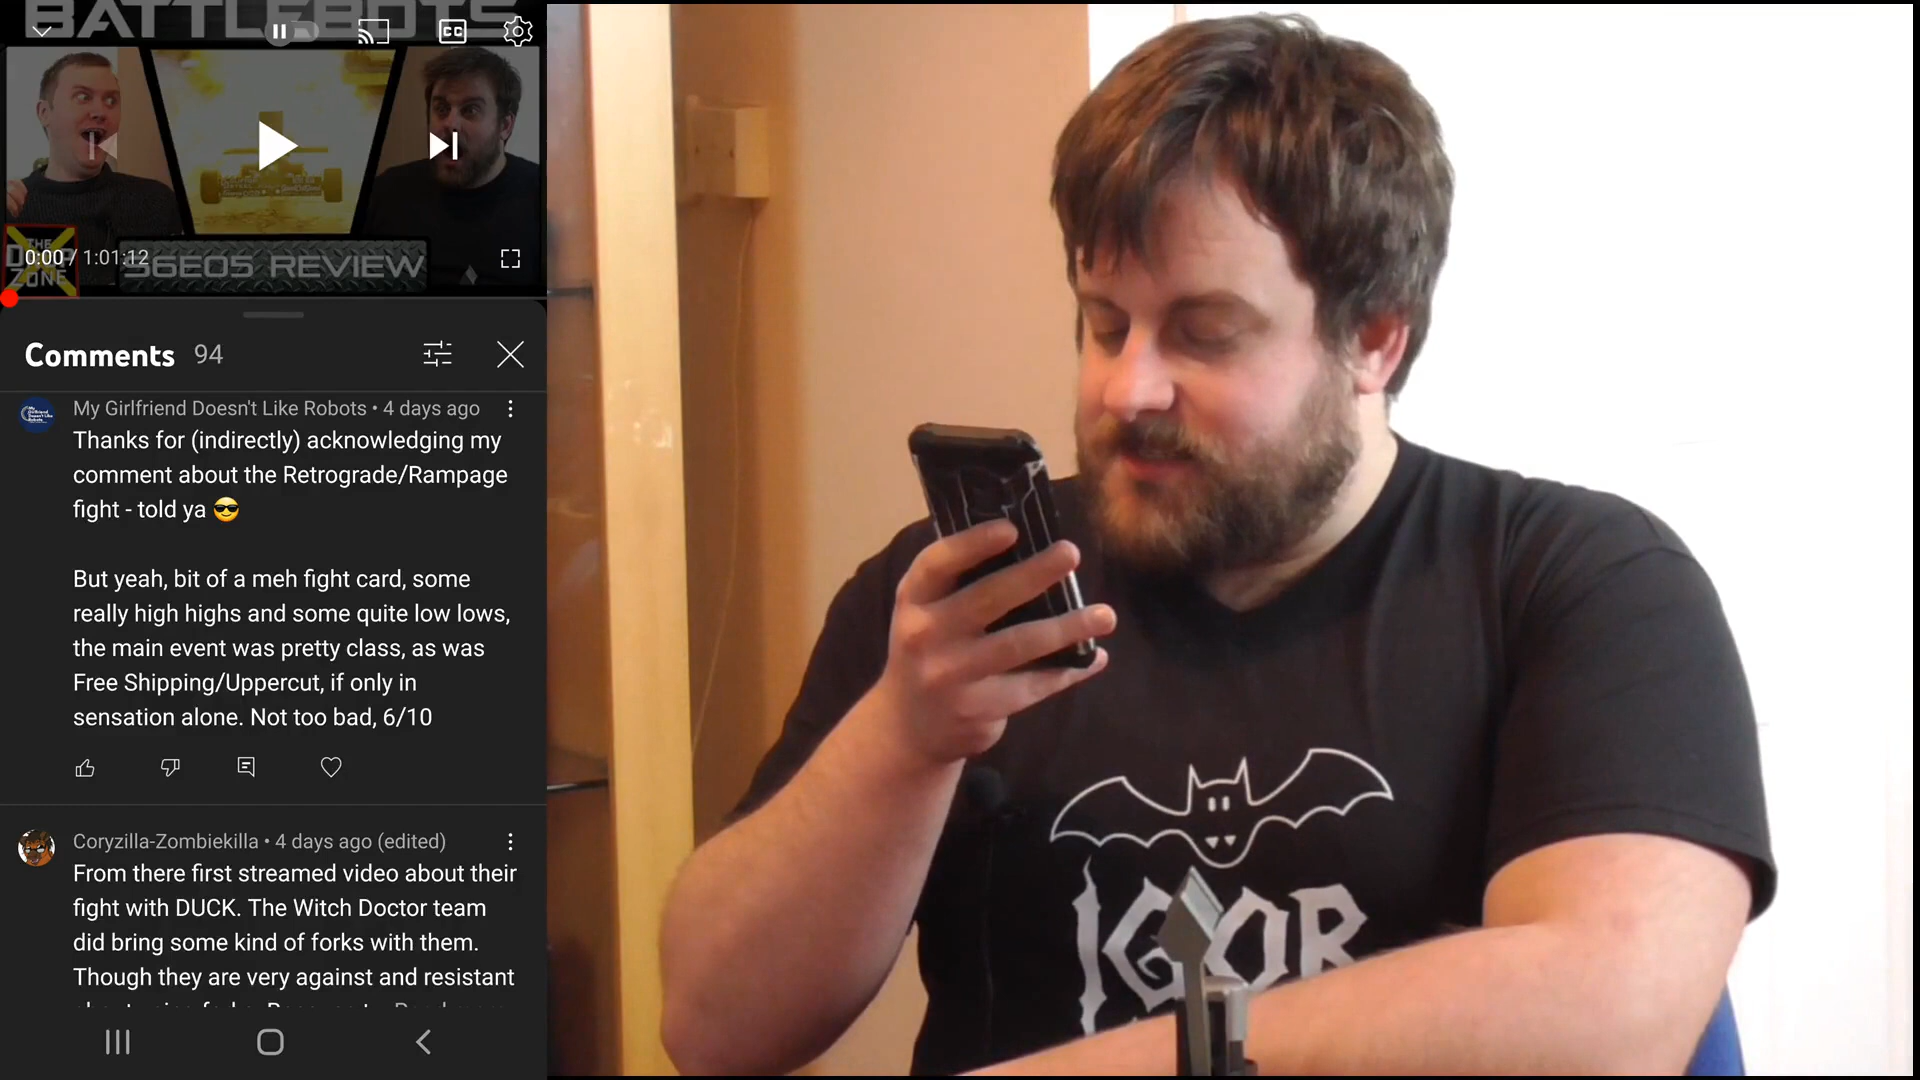 BATTLEBOTS
CC
THE
ZONE
0:00 / 1:01:12
S6E05 REVIEW
Comments 94
My Girlfriend Doesn't Like Robots • 4 days ago
Thanks for (indirectly) acknowledging my
comment about the Retrograde/Rampage
fight - told ya 😎
But yeah, bit of a meh fight card, some
really high highs and some quite low lows,
the main event was pretty class, as was
Free Shipping/Uppercut, if only in
sensation alone. Not too bad, 6/10
Coryzilla-Zombiekilla • 4 days ago (edited)
From there first streamed video about their
fight with DUCK. The Witch Doctor team
did bring some kind of forks with them.
Though they are very against and resistant
IGOR